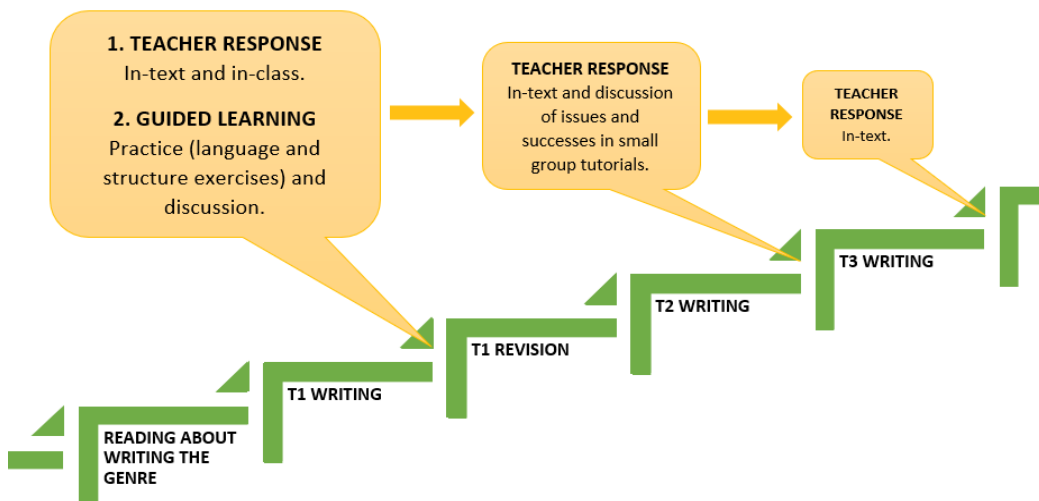 1. TEACHER RESPONSE
In-text and in-class.
2. GUIDED LEARNING
Practice (language and
structure exercises) and
discussion.
TEACHER RESPONSE
In-text and discussion
of issues and
successes in small
group tutorials.
TEACHER
RESPONSE
In-text.
READING ABOUT
WRITING THE
GENRE
T1 WRITING
T1 REVISION
T2 WRITING
T3 WRITING